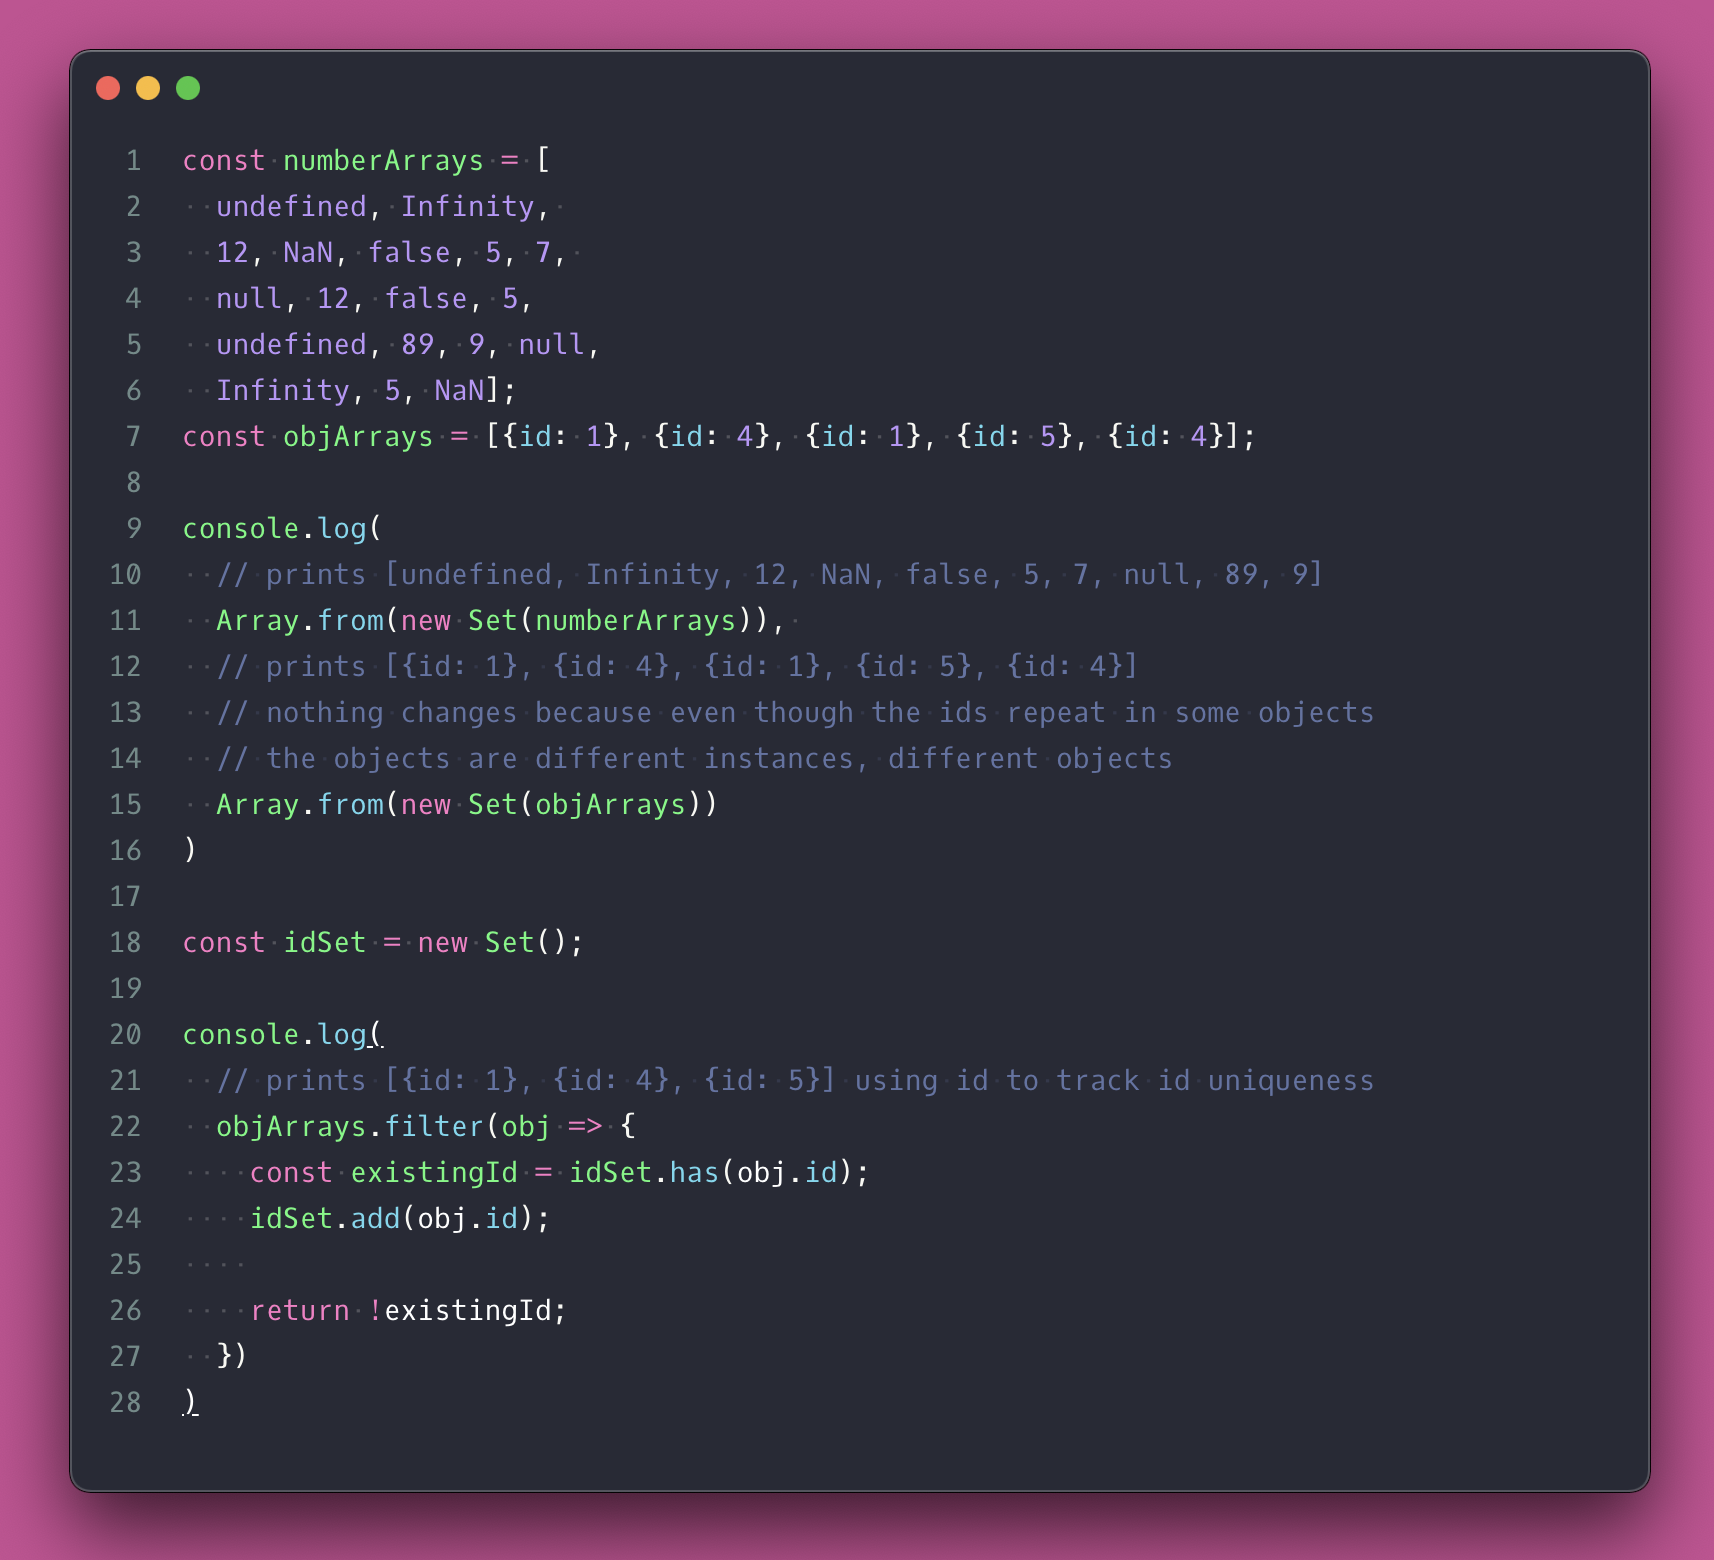 1 const numberArrays = [
2   undefined, Infinity,
3   12, NaN, false, 5, 7,
4   null, 12, false, 5,
5   undefined, 89, 9, null,
6   Infinity, 5, NaN];
7 const objArrays = [{id: 1}, {id: 4}, {id: 1}, {id: 5}, {id: 4}];
8
9 console.log(
10   // prints [undefined, Infinity, 12, NaN, false, 5, 7, null, 89, 9]
11   Array.from(new Set(numberArrays)),
12   // prints [{id: 1}, {id: 4}, {id: 1}, {id: 5}, {id: 4}]
13   // nothing changes because even though the ids repeat in some objects
14   // the objects are different instances, different objects
15   Array.from(new Set(objArrays))
16 )
17
18 const idSet = new Set();
19
20 console.log(
21   // prints [{id: 1}, {id: 4}, {id: 5}] using id to track id uniqueness
22   objArrays.filter(obj => {
23     const existingId = idSet.has(obj.id);
24     idSet.add(obj.id);
25
26     return !existingId;
27   })
28 )